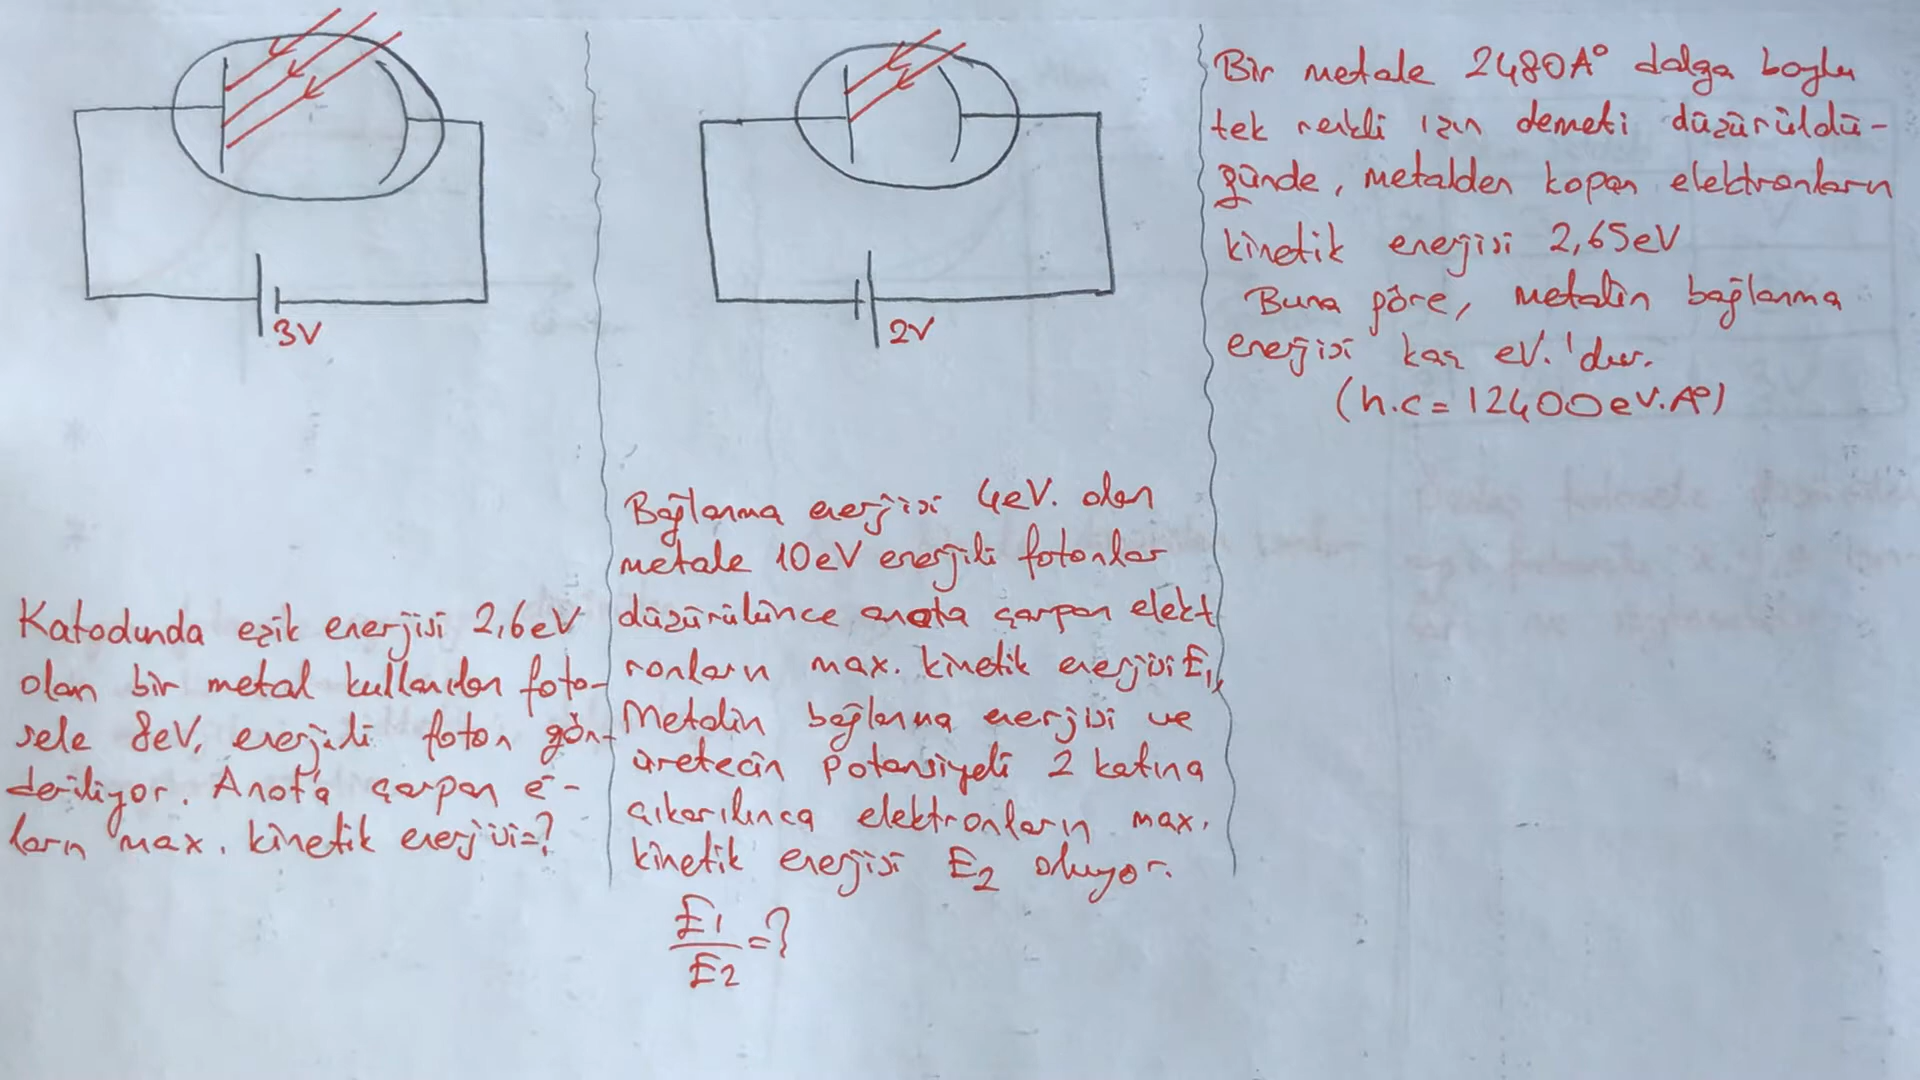 3V
Katodunda eşik enerjisi 2,6eV
olan bir metal kullanılan foto-
sele 8eV, enerjili foton gön-
deriliyor. Anot'a çarpan e⁻-
ların max. kinetik enerjisi=?
2V
Bağlanma enerjisi 4eV. olan
metale 10eV enerjili fotonlar
düşürülünce anota çarpan elekt
ronların max. kinetik enerjisi E₁,
Metalin bağlanma enerjisi ve
üretecin Potansiyeli 2 katına
çıkarılınca elektronların max.
kinetik enerjisi E₂ oluyor.
E₁
/E₂ =?
Bir metale 2480A° dalga boylu
tek renkli ışın demeti düşürüldü-
ğünde, metalden kopan elektronların
kinetik enerjisi 2,65eV
Buna göre, metalin bağlanma
enerjisi kaç eV.'dur.
(h.c = 12400eV.A°)